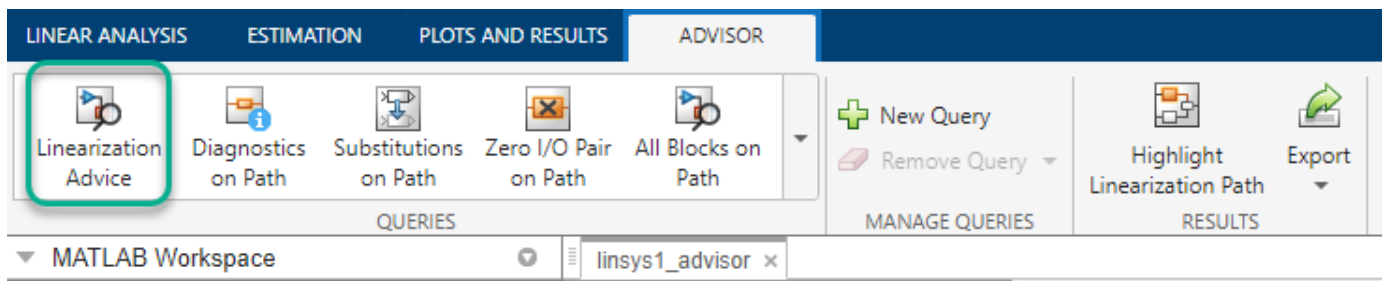 LINEAR ANALYSIS ESTIMATION PLOTS AND RESULTS ADVISOR
Linearization Advice
Diagnostics on Path
Substitutions on Path
Zero I/O Pair on Path
All Blocks on Path
QUERIES
New Query
Remove Query
MANAGE QUERIES
Highlight Linearization Path
Export
RESULTS
MATLAB Workspace
linsys1_advisor